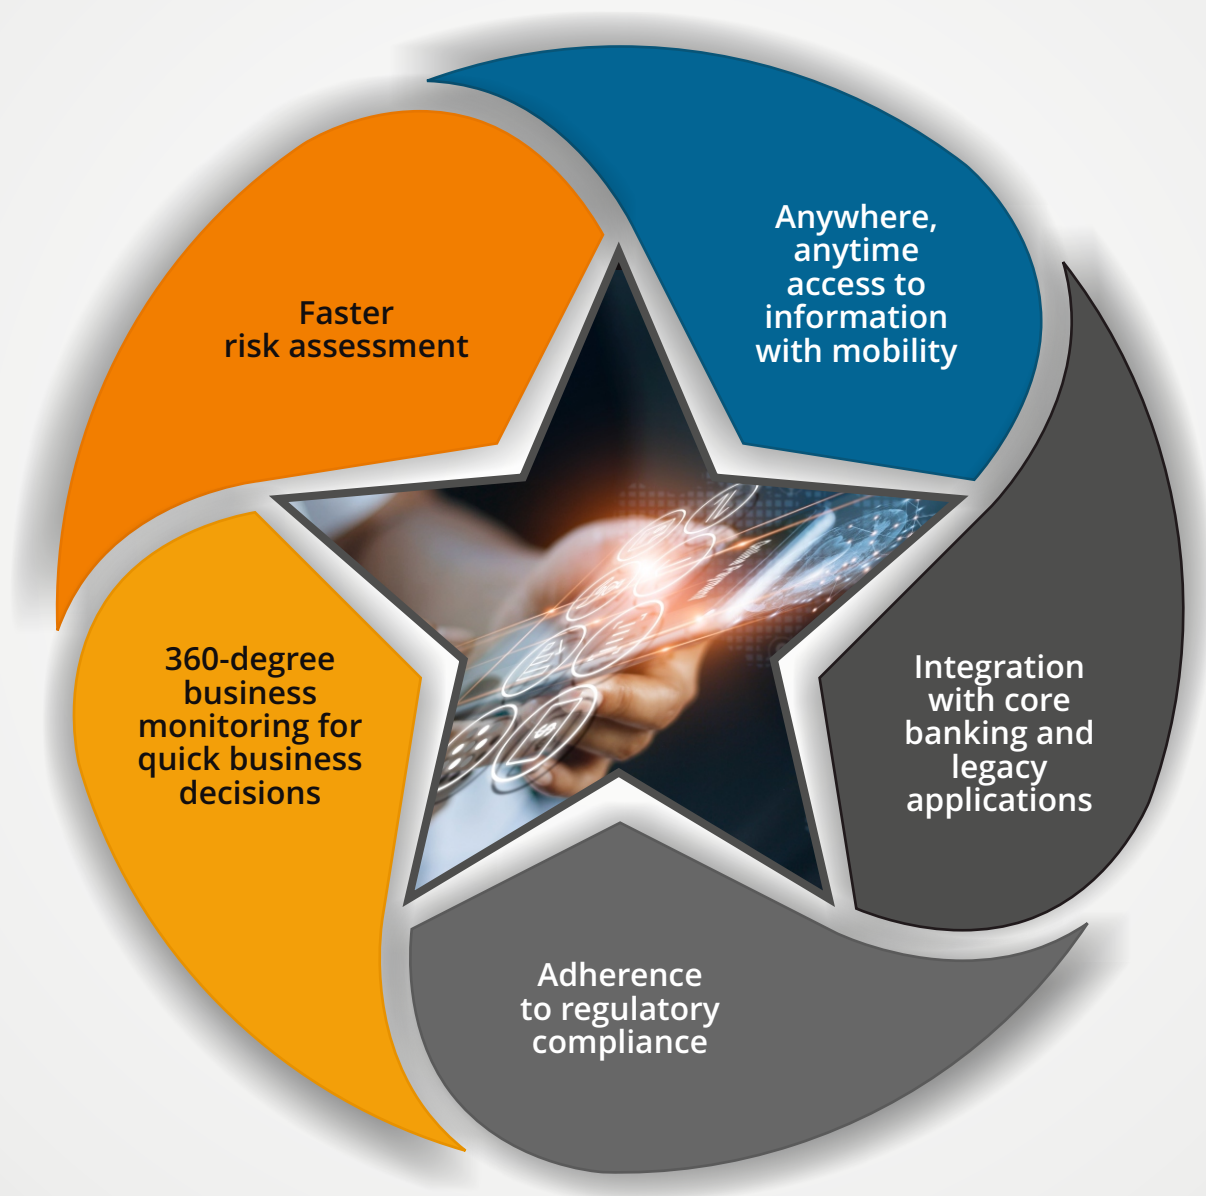 Anywhere,
anytime
access to
information
with mobility
Faster
risk assessment
Integration
with core
banking and
legacy
applications
360-degree
business
monitoring for
quick business
decisions
Adherence
to regulatory
compliance